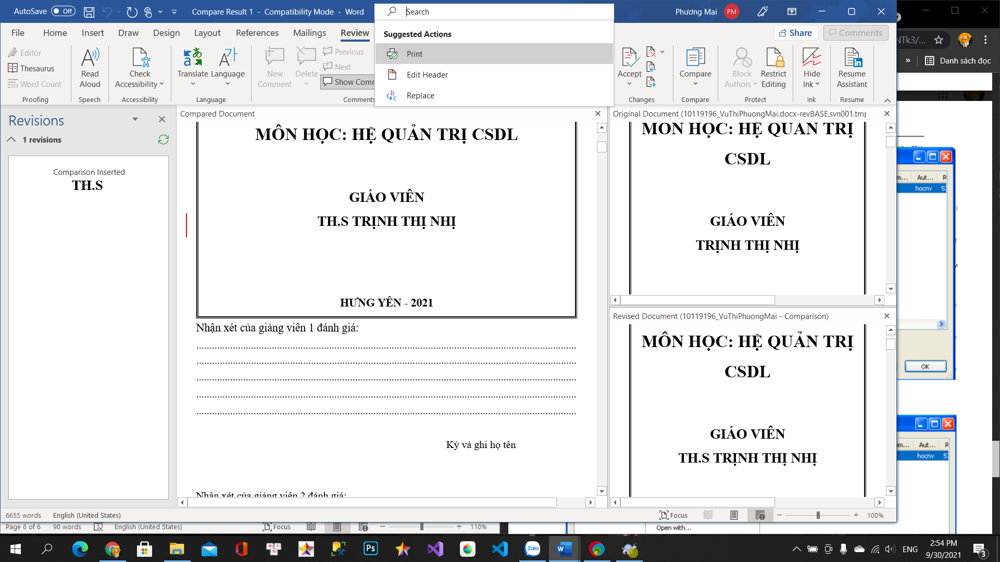 AutoSave Off
Compare Result 1 - Compatibility Mode - Word
Search
Phương Mai PM
File Home Insert Draw Design Layout References Mailings Review
Share Comments
Suggested Actions
Print
Edit Header
Replace
Editor
Thesaurus
Word Count
Proofing
Read Aloud
Speech
Check Accessibility
Accessibility
Translate Language
Language
New Comment
Delete
Previous
Next
Show Comm
Comments
Accept
Changes
Compare
Compare
Block Authors
Restrict Editing
Protect
Hide Ink
Ink
Resume Assistant
Resume
NTk3/...
» Danh sách đọc
Revisions
1 revisions
Comparison Inserted
TH.S
Compared Document
MÔN HỌC: HỆ QUẢN TRỊ CSDL
GIÁO VIÊN
TH.S TRỊNH THỊ NHỊ
HƯNG YÊN - 2021
Nhận xét của giảng viên 1 đánh giá:
Ký và ghi họ tên
Nhận xét của giảng viên 2 đánh giá:
Original Document (10119196_VuThiPhuongMai.docx-revBASE.svn001.tmp
MÔN HỌC: HỆ QUẢN TRỊ
CSDL
GIÁO VIÊN
TRỊNH THỊ NHỊ
Revised Document (10119196_VuThiPhuongMai - Comparison)
MÔN HỌC: HỆ QUẢN TRỊ
CSDL
GIÁO VIÊN
TH.S TRỊNH THỊ NHỊ
m... Aut... R
hocnv 53
OK
m... Aut... R
hocnv 53
6655 words English (United States)
Focus
100%
Page 6 of 6 90 words English (United States)
Focus
110%
Open with...
Ps
Zalo
ENG
2:54 PM
9/30/2021
3